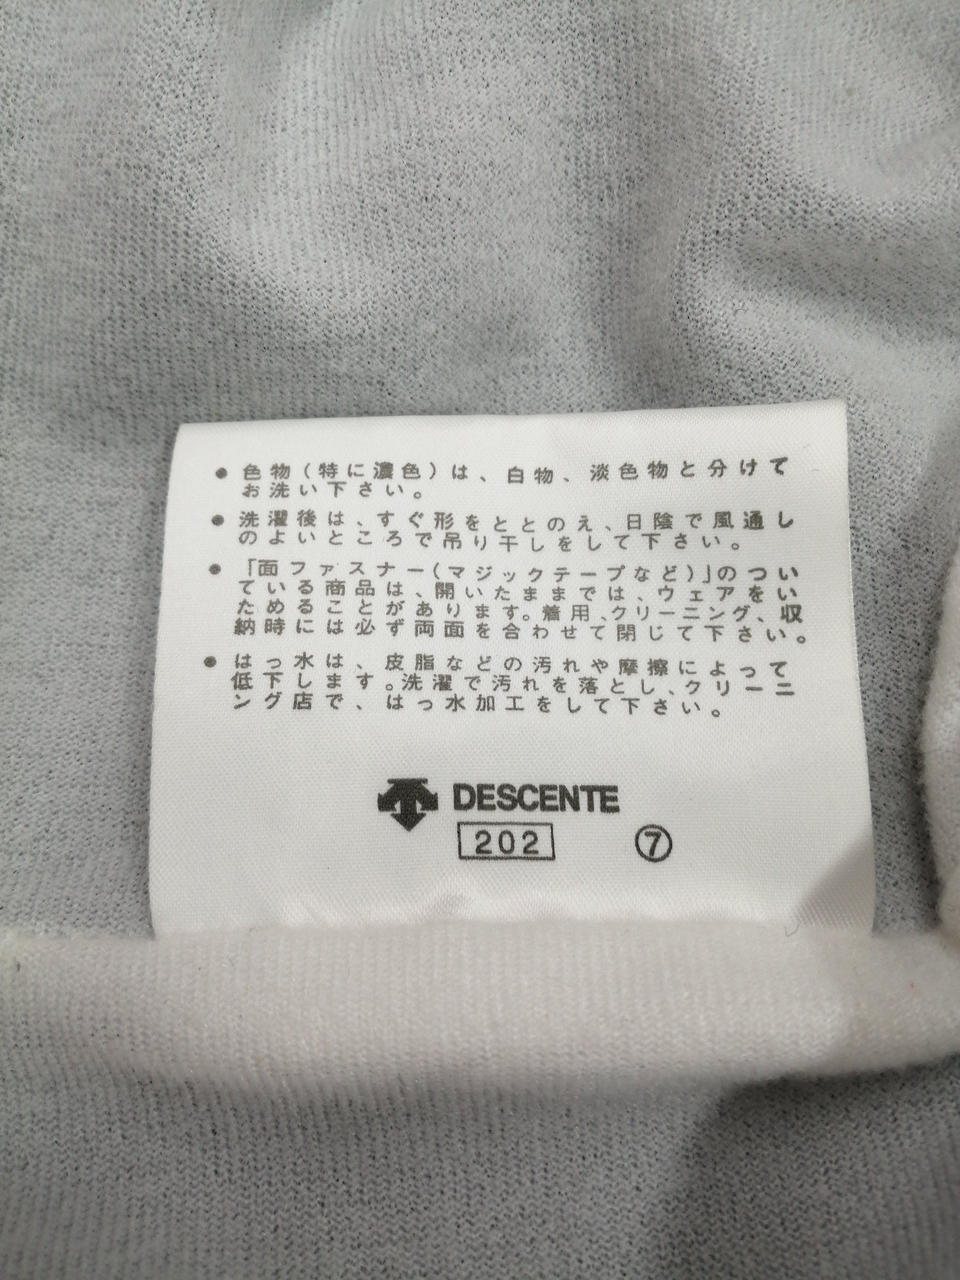 ● 色物(特に濃色)は、白物、淡色物と分けて
お洗い下さい。
● 洗濯後は、すぐ形をととのえ、日陰で風通し
のよいところで吊り干しをして下さい。
● 「面ファスナー(マジックテープなど)」のつい
ている商品は、開いたままでは、ウェアをい
ためることがあります。着用、クリーニング、収
納時には必ず両面を合わせて閉じて下さい。
● はっ水は、皮脂などの汚れや摩擦によって
低下します。洗濯で汚れを落とし、クリーニ
ング店で、はっ水加工をして下さい。
DESCENTE
202 ⑦